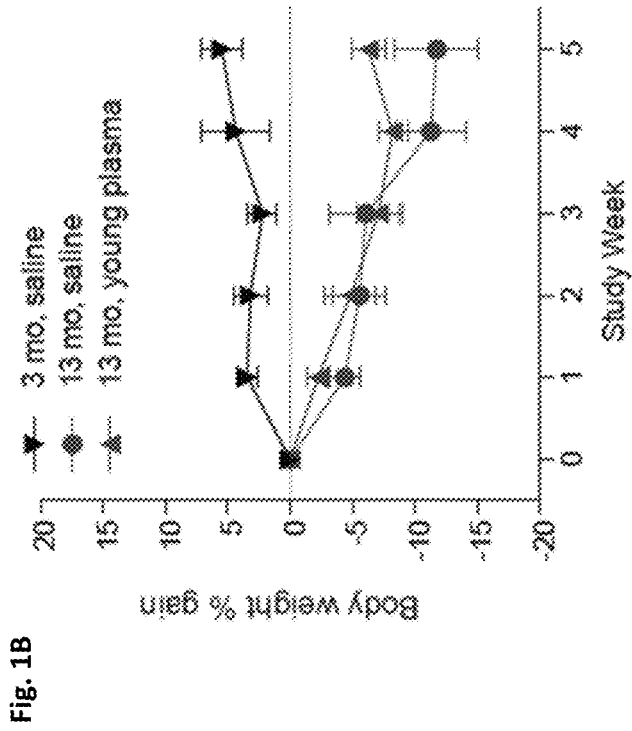 Fig. 1B
3 mo, saline
13 mo, saline
13 mo, young plasma
Body weight % gain
20
15
10
5
0
-5
-10
-15
-20
0 1 2 3 4 5
Study Week